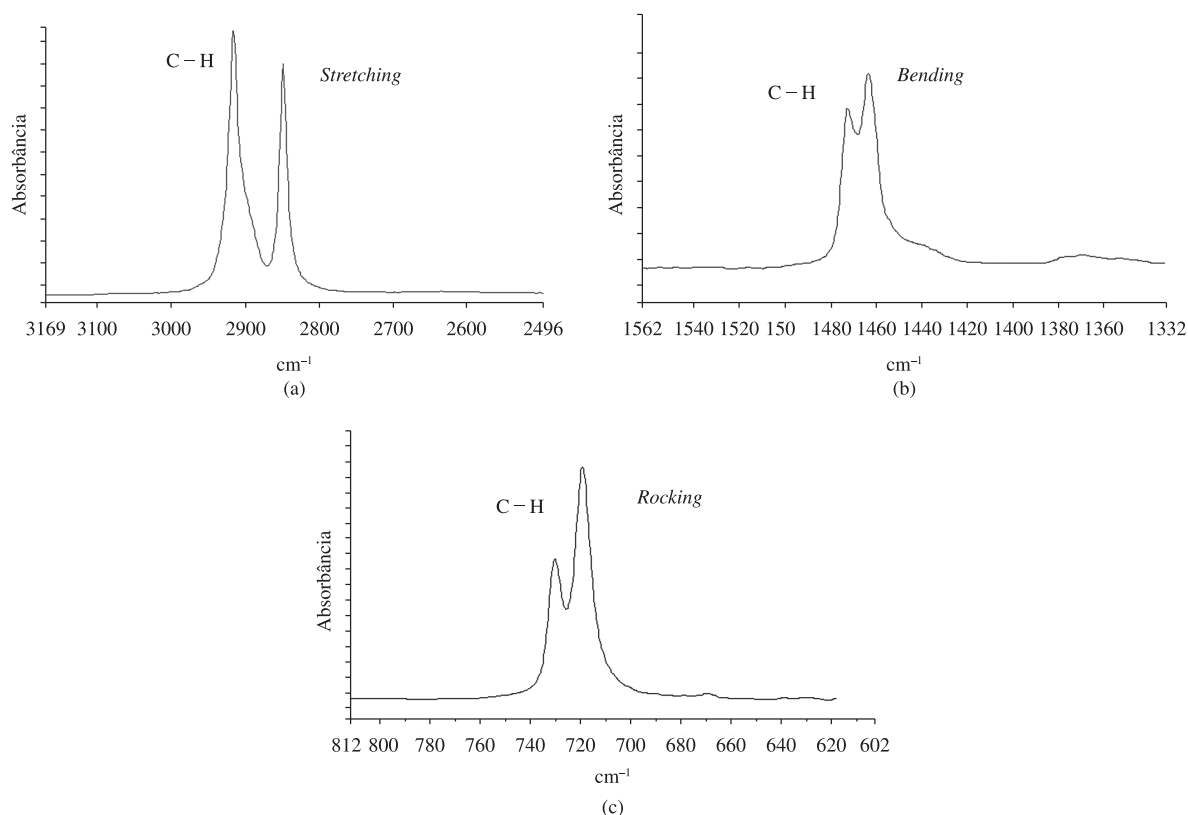 C – H
Stretching
Absorbância
3169 3100 3000 2900 2800 2700 2600 2496
cm–1
(a)
C – H
Bending
Absorbância
1562 1540 1520 150 1470 1460 1440 1420 1400 1380 1360 1332
cm–1
(b)
C – H
Rocking
Absorbância
812 800 780 760 740 720 700 680 660 640 620 602
cm–1
(c)